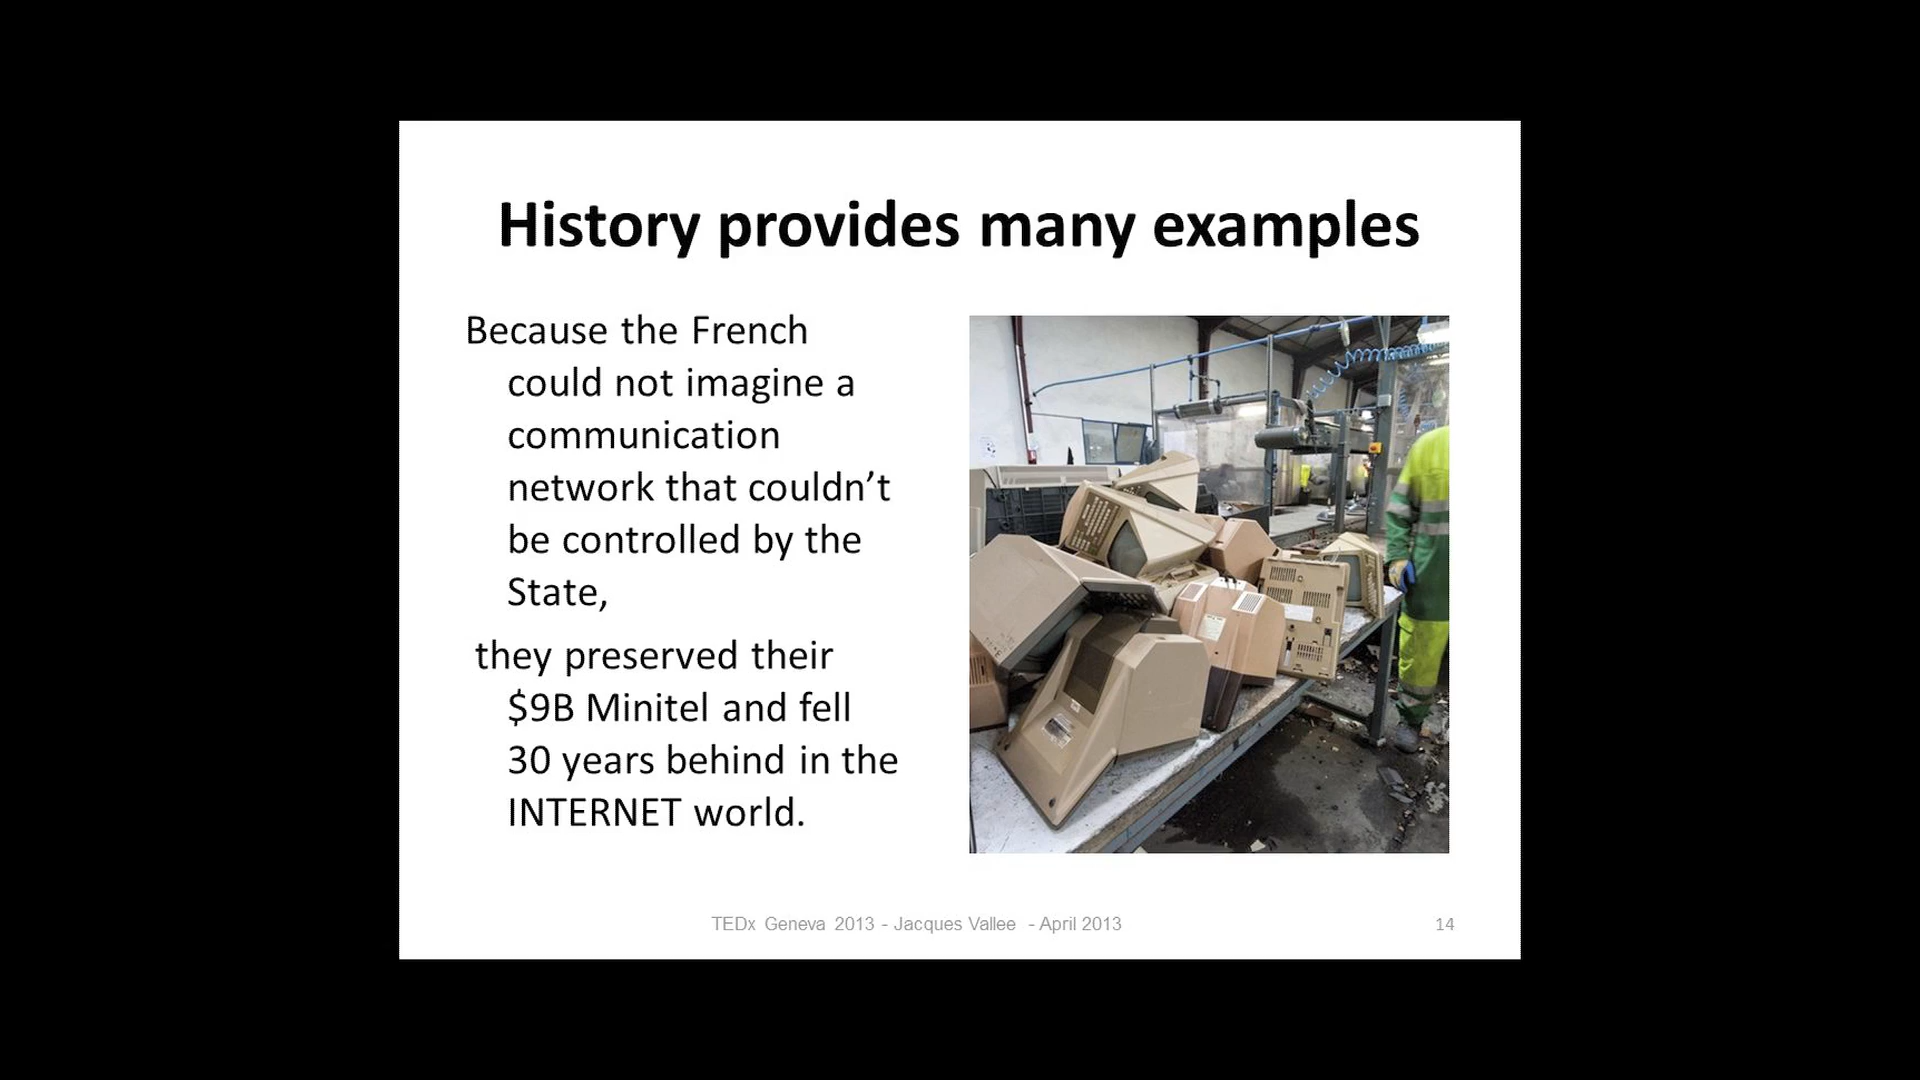 History provides many examples
Because the French
could not imagine a
communication
network that couldn’t
be controlled by the
State,
they preserved their
$9B Minitel and fell
30 years behind in the
INTERNET world.
TEDx Geneva 2013 - Jacques Vallee - April 2013
14